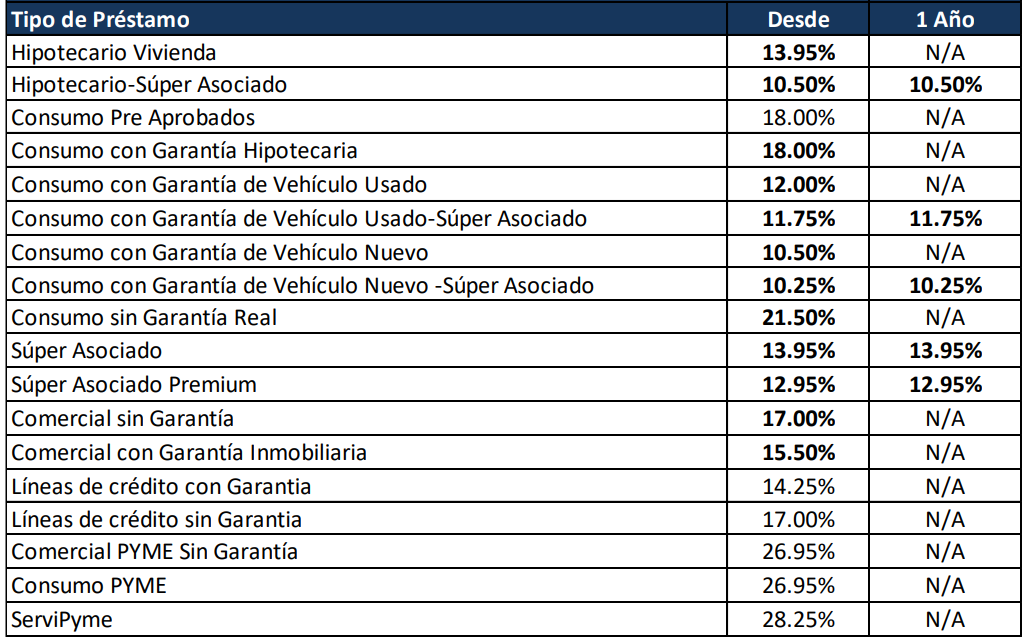 Tipo de Préstamo Desde 1 Año
Hipotecario Vivienda 13.95% N/A
Hipotecario-Súper Asociado 10.50% 10.50%
Consumo Pre Aprobados 18.00% N/A
Consumo con Garantía Hipotecaria 18.00% N/A
Consumo con Garantía de Vehículo Usado 12.00% N/A
Consumo con Garantía de Vehículo Usado-Súper Asociado 11.75% 11.75%
Consumo con Garantía de Vehículo Nuevo 10.50% N/A
Consumo con Garantía de Vehículo Nuevo -Súper Asociado 10.25% 10.25%
Consumo sin Garantía Real 21.50% N/A
Súper Asociado 13.95% 13.95%
Súper Asociado Premium 12.95% 12.95%
Comercial sin Garantía 17.00% N/A
Comercial con Garantía Inmobiliaria 15.50% N/A
Líneas de crédito con Garantia 14.25% N/A
Líneas de crédito sin Garantia 17.00% N/A
Comercial PYME Sin Garantía 26.95% N/A
Consumo PYME 26.95% N/A
ServiPyme 28.25% N/A